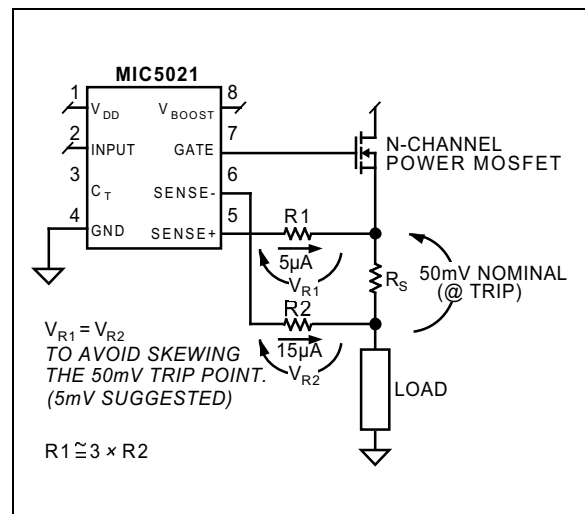 MIC5021
1
V_DD
V_BOOST
8
2
INPUT
GATE
7
3
C_T
SENSE-
6
4
GND
SENSE+
5
N-CHANNEL
POWER MOSFET
R1
5µA
V_R1
R_S
50mV NOMINAL
(@ TRIP)
R2
15µA
V_R2
LOAD
V_R1 = V_R2
TO AVOID SKEWING
THE 50mV TRIP POINT.
(5mV SUGGESTED)
R1 ≅ 3 × R2